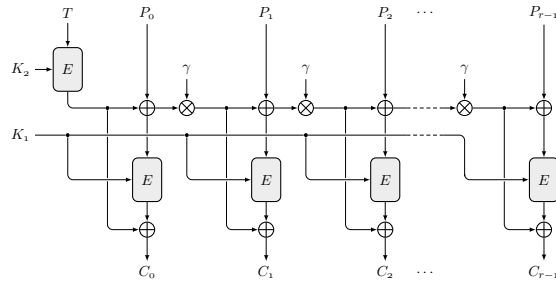 T P₀ P₁ P₂ ⋯ Pᵣ₋₁
K₂ E γ γ γ
K₁
E E E E
C₀ C₁ C₂ ⋯ Cᵣ₋₁